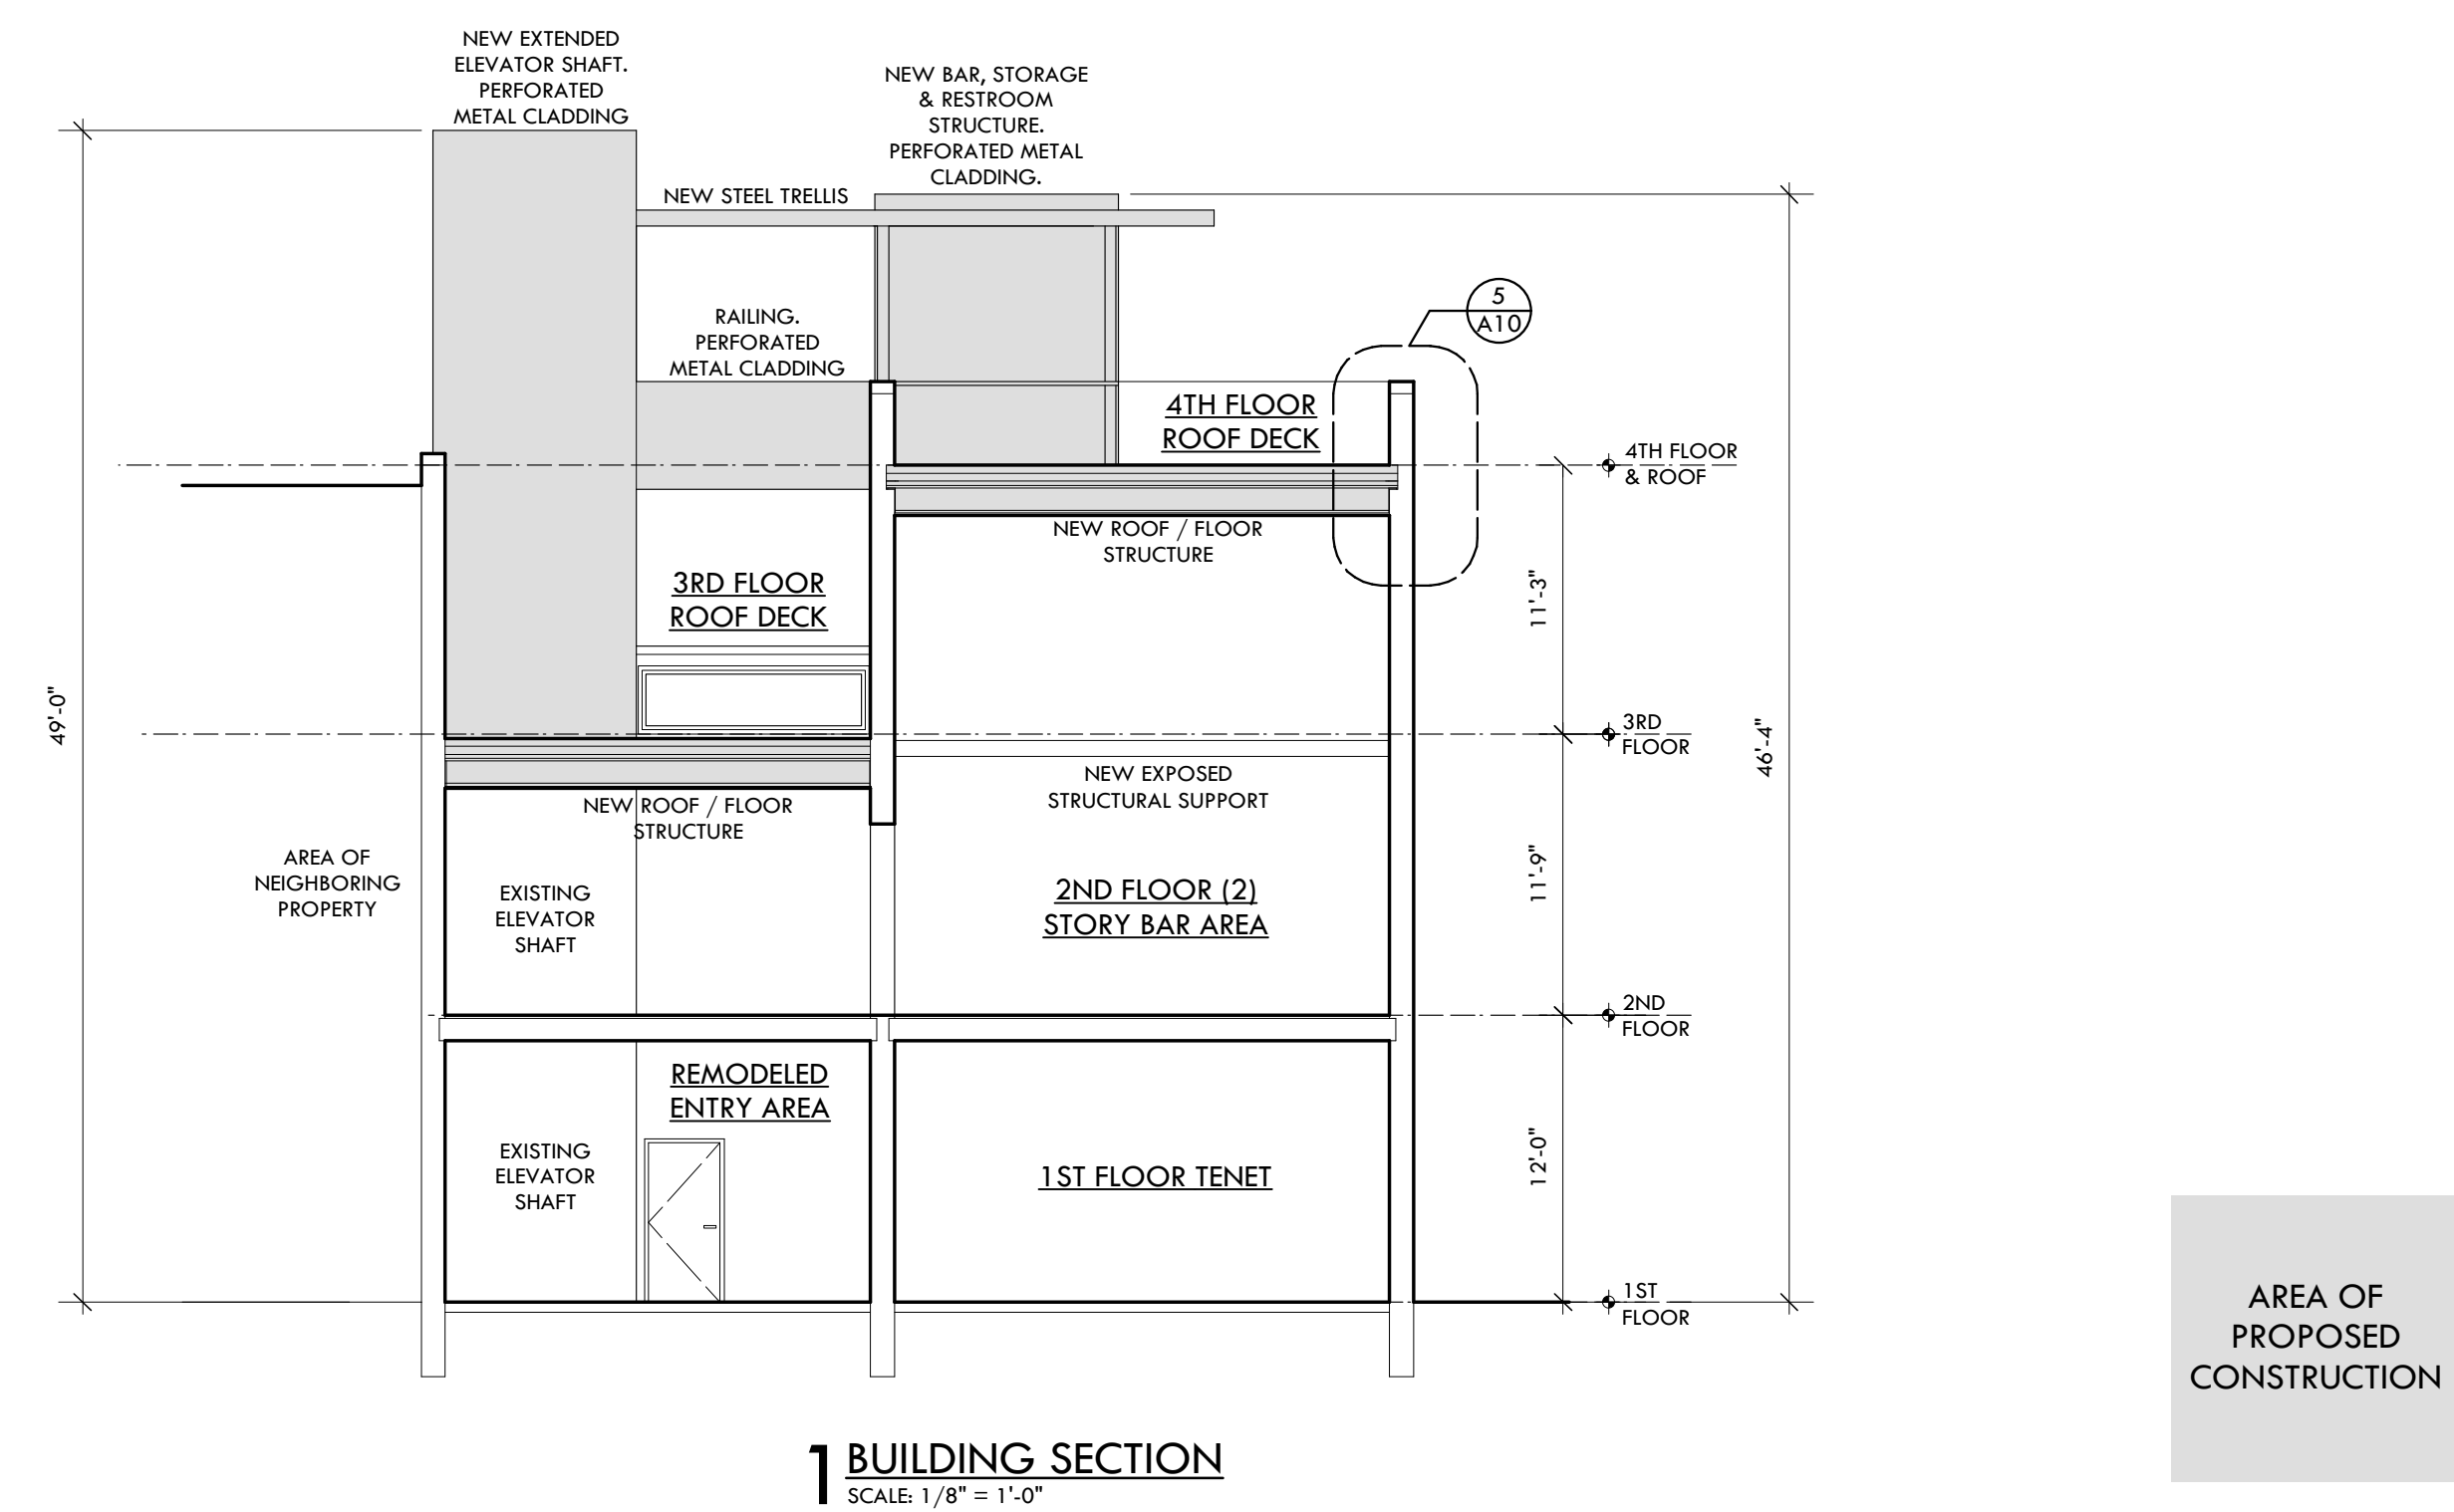 NEW EXTENDED
ELEVATOR SHAFT.
PERFORATED
METAL CLADDING
NEW BAR, STORAGE
& RESTROOM
STRUCTURE.
PERFORATED METAL
CLADDING.
NEW STEEL TRELLIS
RAILING.
PERFORATED
METAL CLADDING
5
A10
4TH FLOOR
ROOF DECK
4TH FLOOR
& ROOF
NEW ROOF / FLOOR
STRUCTURE
3RD FLOOR
ROOF DECK
11'-3"
49'-0"
46'-4"
3RD
FLOOR
NEW EXPOSED
STRUCTURAL SUPPORT
NEW ROOF / FLOOR
STRUCTURE
AREA OF
NEIGHBORING
PROPERTY
EXISTING
ELEVATOR
SHAFT
2ND FLOOR (2)
STORY BAR AREA
11'-9"
2ND
FLOOR
REMODELED
ENTRY AREA
EXISTING
ELEVATOR
SHAFT
1ST FLOOR TENET
12'-0"
1ST
FLOOR
AREA OF
PROPOSED
CONSTRUCTION
1 BUILDING SECTION
SCALE: 1/8" = 1'-0"